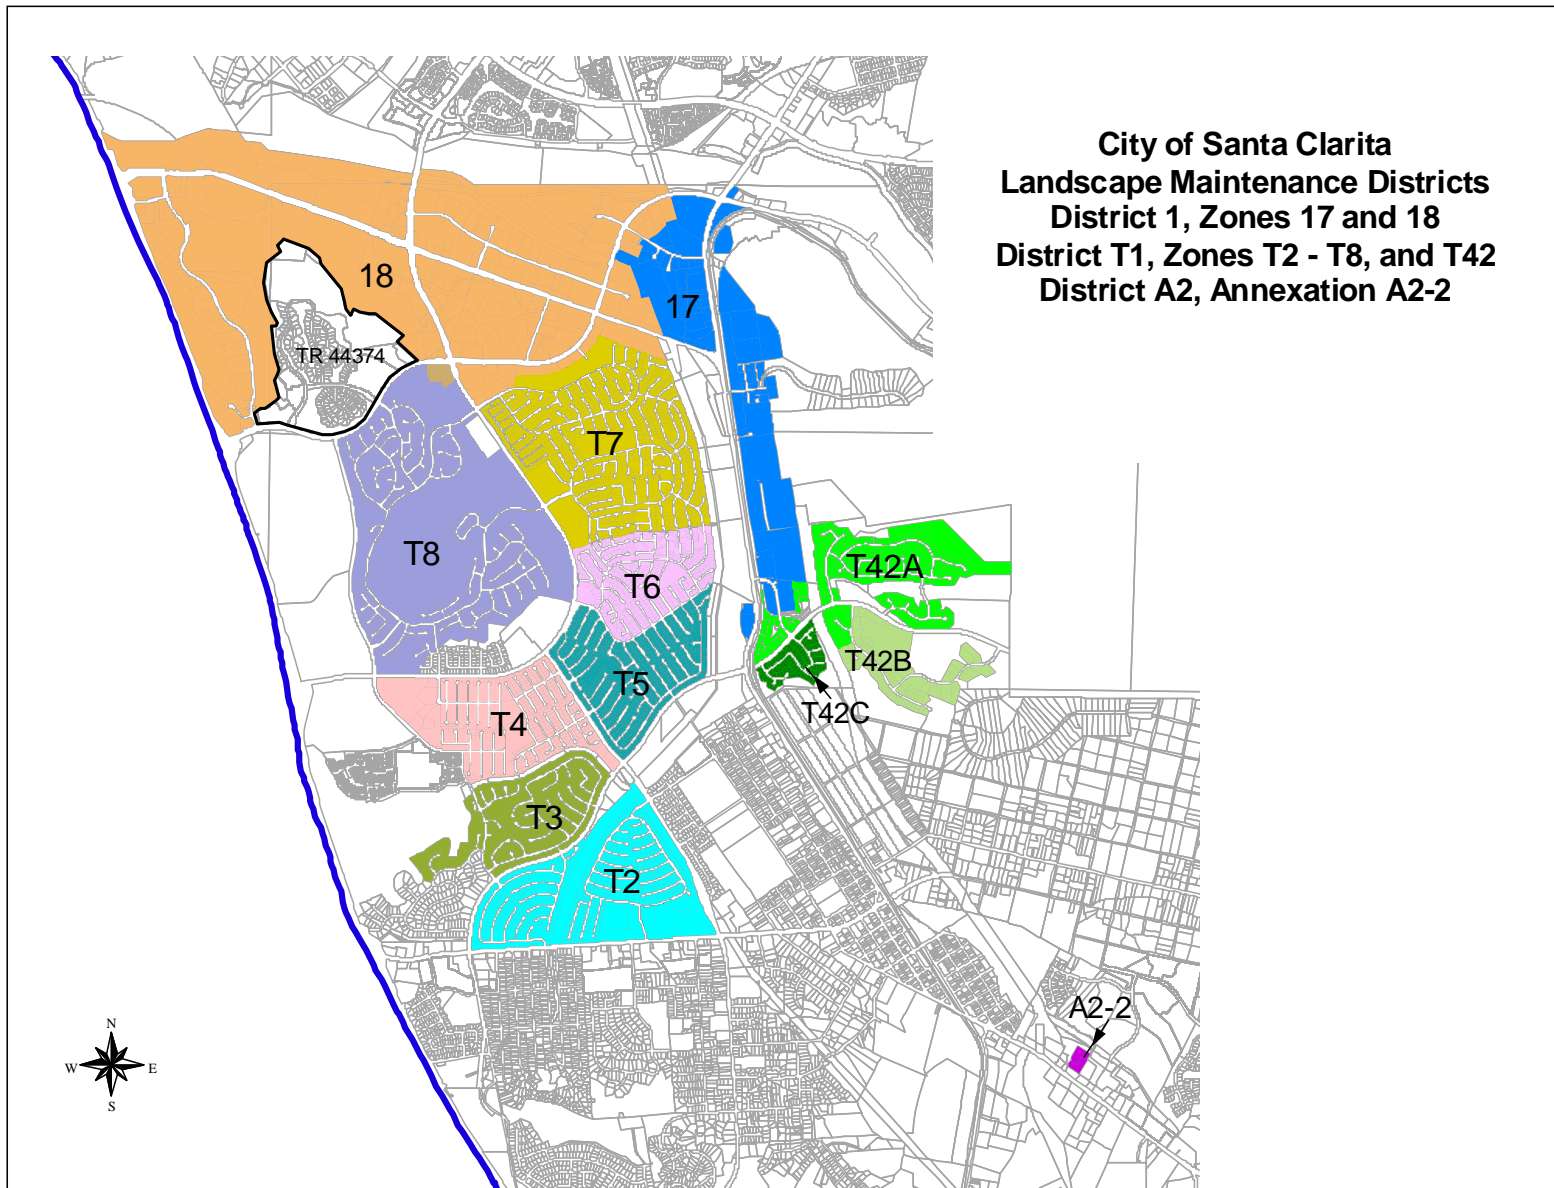 City of Santa Clarita
Landscape Maintenance Districts
District 1, Zones 17 and 18
District T1, Zones T2 - T8, and T42
District A2, Annexation A2-2
18
17
TR 44374
T7
T8
T6
T42A
T42B
T5
T42C
T4
T3
T2
A2-2
N
W
E
S